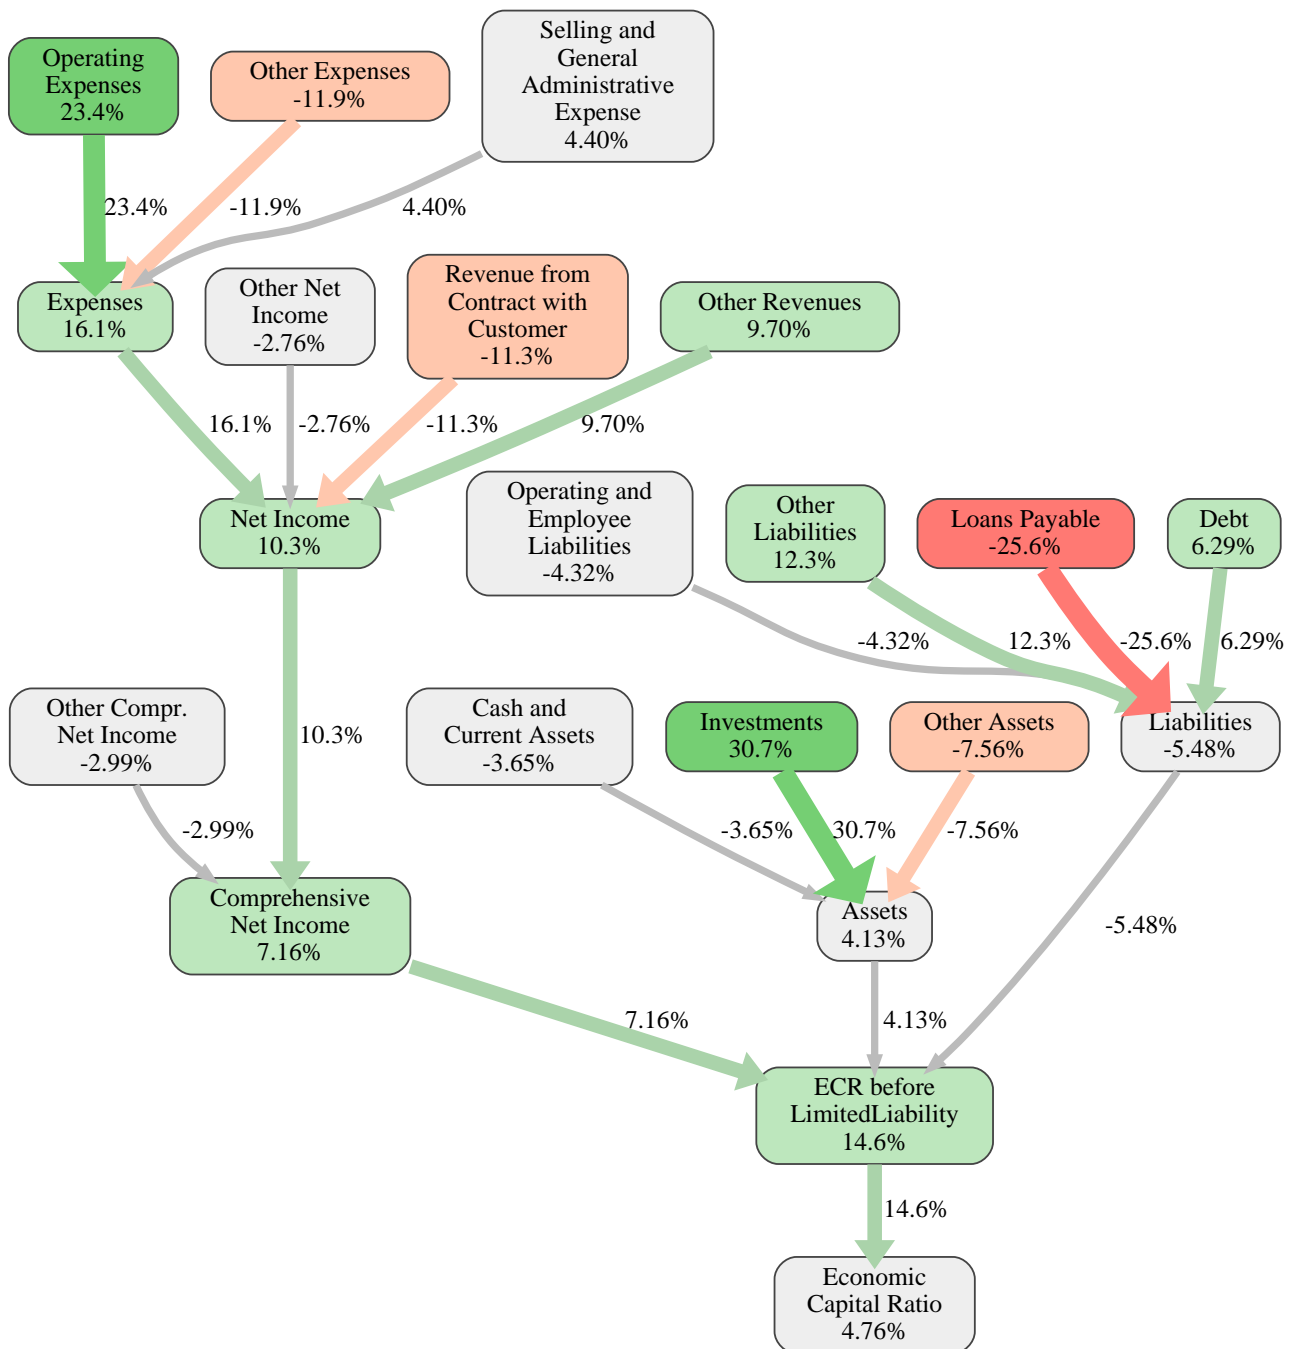 Operating
Expenses
23.4%
Other Expenses
-11.9%
Selling and
General
Administrative
Expense
4.40%
23.4%
-11.9%
4.40%
Expenses
16.1%
Other Net
Income
-2.76%
Revenue from
Contract with
Customer
-11.3%
Other Revenues
9.70%
16.1%
-2.76%
-11.3%
9.70%
Net Income
10.3%
Operating and
Employee
Liabilities
-4.32%
Other
Liabilities
12.3%
Loans Payable
-25.6%
Debt
6.29%
-4.32%
12.3%
-25.6%
6.29%
Other Compr.
Net Income
-2.99%
10.3%
Cash and
Current Assets
-3.65%
Investments
30.7%
Other Assets
-7.56%
Liabilities
-5.48%
-2.99%
-3.65%
30.7%
-7.56%
Comprehensive
Net Income
7.16%
Assets
4.13%
-5.48%
7.16%
4.13%
ECR before
LimitedLiability
14.6%
14.6%
Economic
Capital Ratio
4.76%